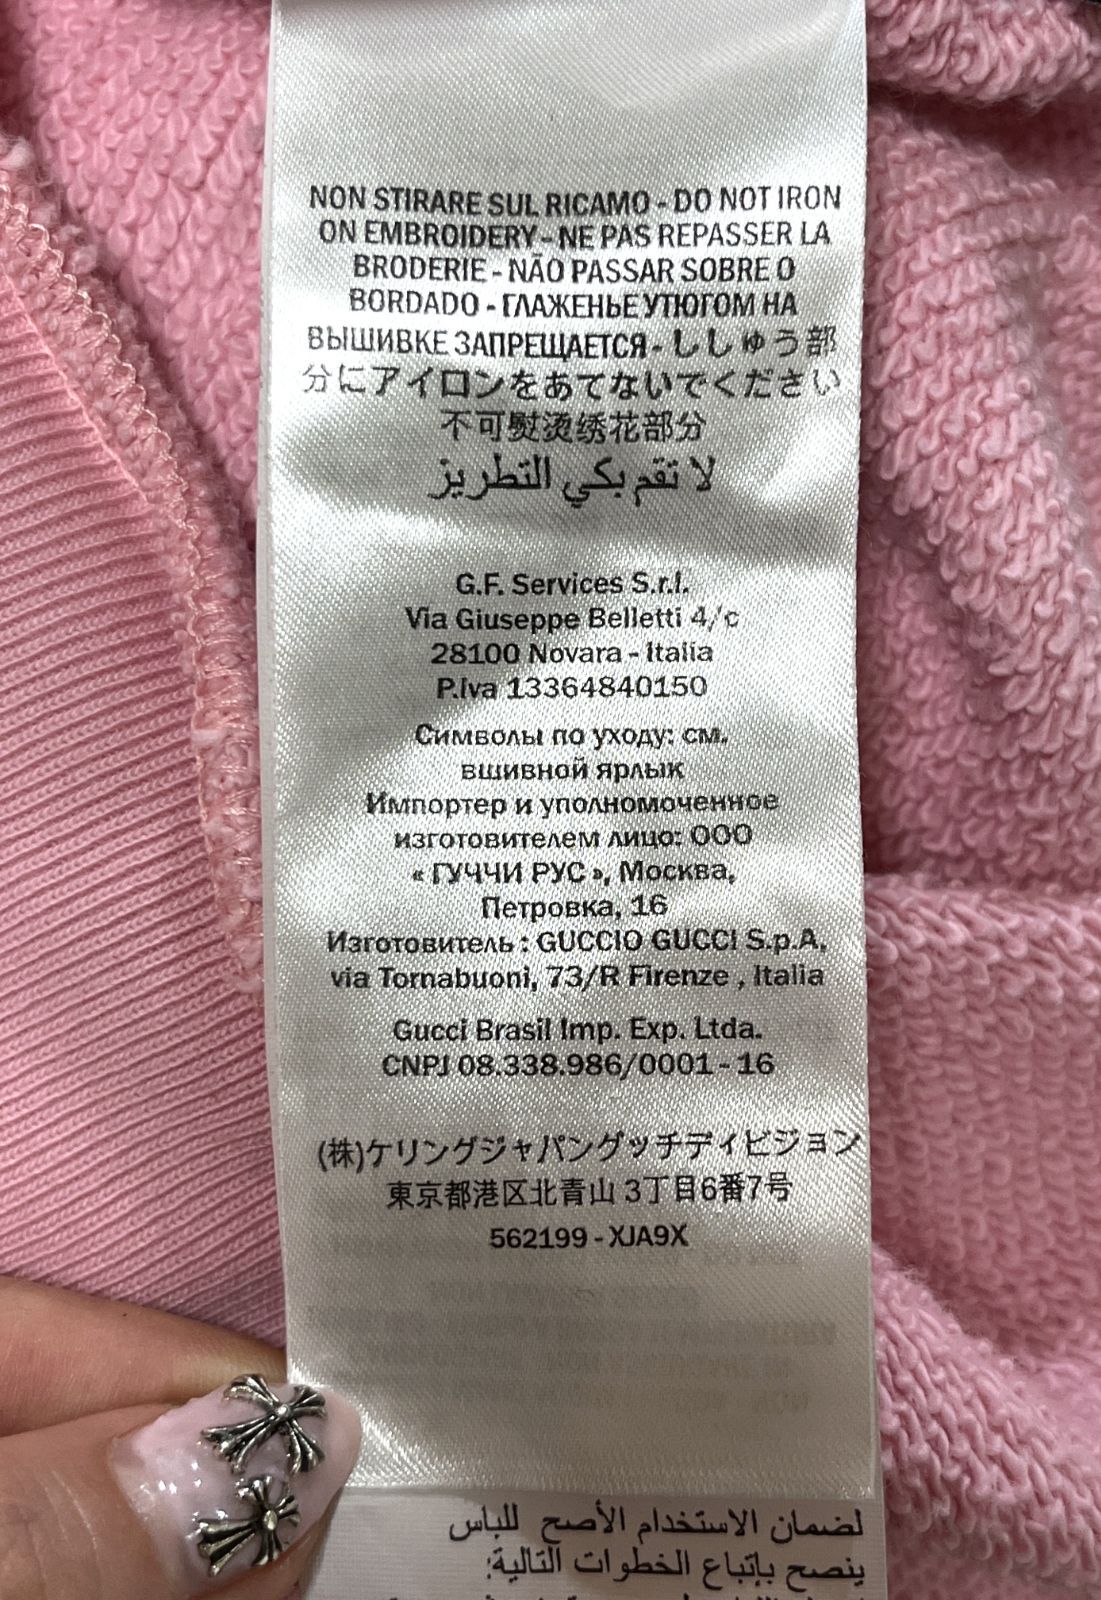 NON STIRARE SUL RICAMO - DO NOT IRON
ON EMBROIDERY - NE PAS REPASSER LA
BRODERIE - NÃO PASSAR SOBRE O
BORDADO - ГЛАЖЕНЬЕ УТЮГОМ НА
ВЫШИВКЕ ЗАПРЕЩАЕТСЯ - ししゅう部
分にアイロンをあてないでください
不可熨烫绣花部分
لا تقم بكي التطريز
G.F. Services S.r.l.
Via Giuseppe Belletti 4/c
28100 Novara - Italia
P.Iva 13364840150
Символы по уходу: см.
вшивной ярлык
Импортер и уполномоченное
изготовителем лицо: ООО
« ГУЧЧИ РУС », Москва,
Петровка, 16
Изготовитель : GUCCIO GUCCI S.p.A,
via Tornabuoni, 73/R Firenze , Italia
Gucci Brasil Imp. Exp. Ltda.
CNPJ 08.338.986/0001 - 16
(株)ケリングジャパングッチディビジョン
東京都港区北青山 3丁目6番7号
562199 - XJA9X
لضمان الاستخدام الأصح للباس
ينصح بإتباع الخطوات التالية: